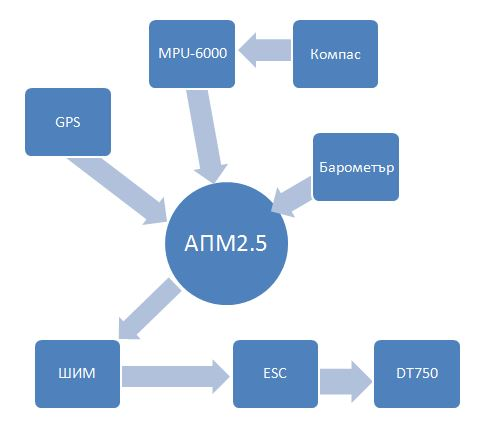 MPU-6000
Компас
GPS
Барометър
АПМ2.5
ШИМ
ESC
DT750